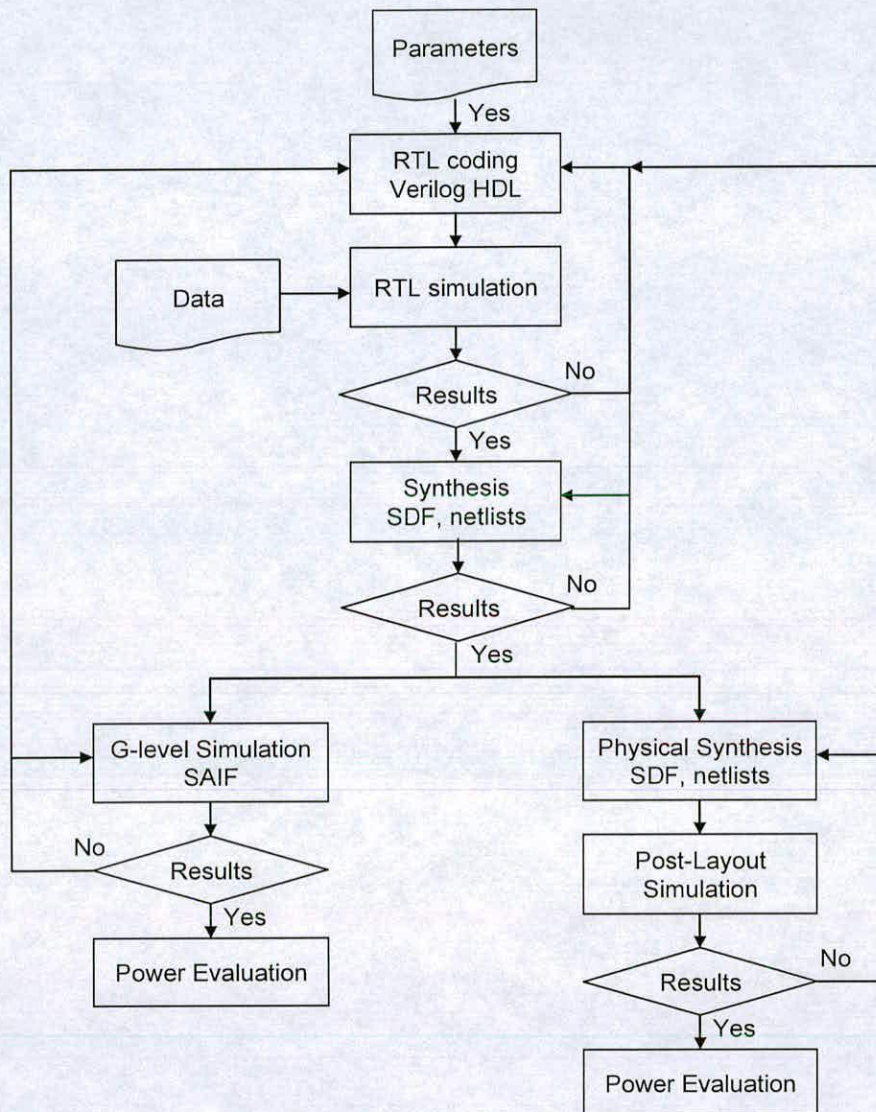 Parameters
Yes
RTL coding
Verilog HDL
Data
RTL simulation
No
Results
Yes
Synthesis
SDF, netlists
No
Results
Yes
G-level Simulation
SAIF
Physical Synthesis
SDF, netlists
No
Results
Post-Layout
Simulation
Yes
Power Evaluation
No
Results
Yes
Power Evaluation